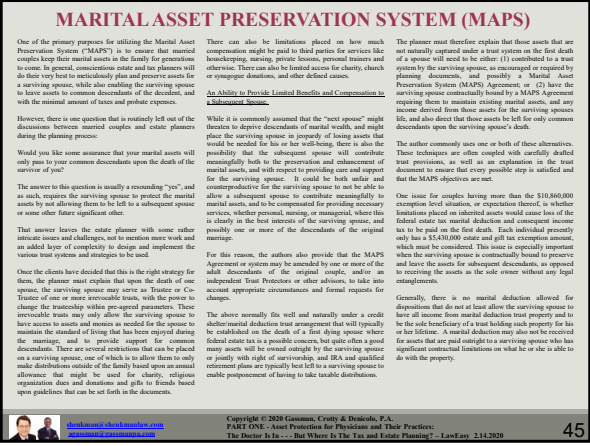 MARITAL ASSET PRESERVATION SYSTEM (MAPS)
One of the primary purposes for utilizing the Marital Asset
Preservation System ("MAPS") is to ensure that married
couples keep their marital assets in the family for generations
to come. In general, conscientious estate and tax planners will
do their very best to meticulously plan and preserve assets for
a surviving spouse, while also enabling the surviving spouse
to leave assets to common descendants of the decedent, and
with the minimal amount of taxes and probate expenses.
However, there is one question that is routinely left out of the
discussions between married couples and estate planners
during the planning process:
Would you like some assurance that your marital assets will
only pass to your common descendants upon the death of the
survivor of you?
The answer to this question is usually a resounding "yes", and
as such, requires the surviving spouse to protect the marital
assets by not allowing them to be left to a subsequent spouse
or some other future significant other.
That answer leaves the estate planner with some rather
intricate issues and challenges, not to mention more work and
an added layer of complexity to design and implement the
various trust systems and strategies to be used.
Once the clients have decided that this is the right strategy for
them, the planner must explain that upon the death of one
spouse, the surviving spouse may serve as Trustee or Co-
Trustee of one or more irrevocable trusts, with the power to
change the trusteeship within pre-agreed parameters. These
irrevocable trusts may only allow the surviving spouse to
have access to assets and monies as needed for the spouse to
maintain the standard of living that has been enjoyed during
the marriage, and to provide support for common
descendants. There are several restrictions that can be placed
on a surviving spouse, one of which is to allow them to only
make distributions outside of the family based upon an annual
allowance that might be used for charity, religious
organization dues and donations and gifts to friends based
upon guidelines that can be set forth in the documents.
There can also be limitations placed on how much
compensation might be paid to third parties for services like
housekeeping, nursing, private lessons, personal trainers and
otherwise. There can also be limited access for charity, church
or synagogue donations, and other defined causes.
An Ability to Provide Limited Benefits and Compensation to
a Subsequent Spouse.
While it is commonly assumed that the "next spouse" might
threaten to deprive descendants of marital wealth, and might
place the surviving spouse in jeopardy of losing assets that
would be needed for his or her well-being, there is also the
possibility that the subsequent spouse will contribute
meaningfully both to the preservation and enhancement of
marital assets, and with respect to providing care and support
for the surviving spouse. It could be both unfair and
counterproductive for the surviving spouse to not be able to
allow a subsequent spouse to contribute meaningfully to
marital assets, and to be compensated for providing necessary
services, whether personal, nursing, or managerial, where this
is clearly in the best interests of the surviving spouse, and
possibly one or more of the descendants of the original
marriage.
For this reason, the authors also provide that the MAPS
Agreement or system may be amended by one or more of the
adult descendants of the original couple, and/or an
independent Trust Protectors or other advisors, to take into
account appropriate circumstances and formal requests for
changes.
The above normally fits well and naturally under a credit
shelter/marital deduction trust arrangement that will typically
be established on the death of a first dying spouse where
federal estate tax is a possible concern, but quite often a good
many assets will be owned outright by the surviving spouse
or jointly with right of survivorship, and IRA and qualified
retirement plans are typically best left to a surviving spouse to
enable postponement of having to take taxable distributions.
The planner must therefore explain that those assets that are
not naturally captured under a trust system on the first death
of a spouse will need to be either: (1) contributed to a trust
system by the surviving spouse, as encouraged or required by
planning documents, and possibly a Marital Asset
Preservation System (MAPS) Agreement; or (2) have the
surviving spouse contractually bound by a MAPS Agreement
requiring them to maintain existing marital assets, and any
income derived from those assets for the surviving spouses
life, and also direct that those assets be left for only common
descendants upon the surviving spouse's death.
The author commonly uses one or both of these alternatives.
These techniques are often coupled with carefully drafted
trust provisions, as well as an explanation in the trust
document to ensure that every possible step is satisfied and
that the MAPS objectives are met.
One issue for couples having more than the $10,860,000
exemption level situation, or expectation thereof, is whether
limitations placed on inherited assets would cause loss of the
federal estate tax marital deduction and consequent income
tax to be paid on the first death. Each individual presently
only has a $5,430,000 estate and gift tax exemption amount,
which must be considered. This issue is especially important
when the surviving spouse is contractually bound to preserve
and leave the assets for subsequent descendants, as opposed
to receiving the assets as the sole owner without any legal
entanglements.
Generally, there is no marital deduction allowed for
dispositions that do not at least allow the surviving spouse to
have all income from marital deduction trust property and to
be the sole beneficiary of a trust holding such property for his
or her lifetime. A marital deduction may also not be received
for assets that are paid outright to a surviving spouse who has
significant contractual limitations on what he or she is able to
do with the property.
shenkman@shenkmanlaw.com
agassman@gassmanpa.com
Copyright © 2020 Gassman, Crotty & Denicolo, P.A.
PART ONE - Asset Protection for Physicians and Their Practices:
The Doctor Is In - - - But Where Is The Tax and Estate Planning? – LawEasy 2.14.2020
45